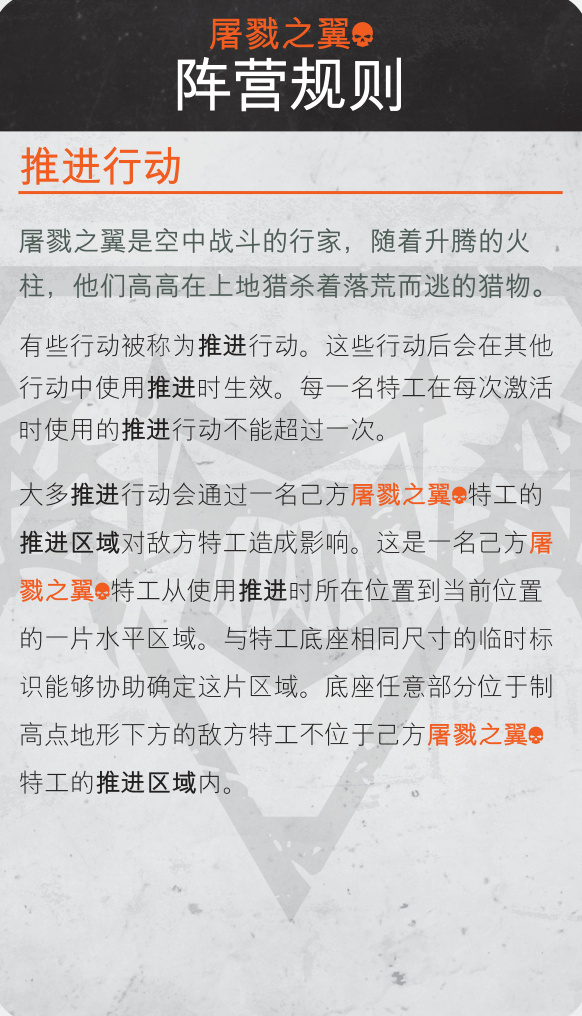 屠戮之翼
阵营规则
推进行动
屠戮之翼是空中战斗的行家，随着升腾的火
柱，他们高高在上地猎杀着落荒而逃的猎物。
有些行动被称为推进行动。这些行动后会在其他
行动中使用推进时生效。每一名特工在每次激活
时使用的推进行动不能超过一次。
大多推进行动会通过一名己方屠戮之翼特工的
推进区域对敌方特工造成影响。这是一名己方屠
戮之翼特工从使用推进时所在位置到当前位置
的一片水平区域。与特工底座相同尺寸的临时标
识能够协助确定这片区域。底座任意部分位于制
高点地形下方的敌方特工不位于己方屠戮之翼
特工的推进区域内。